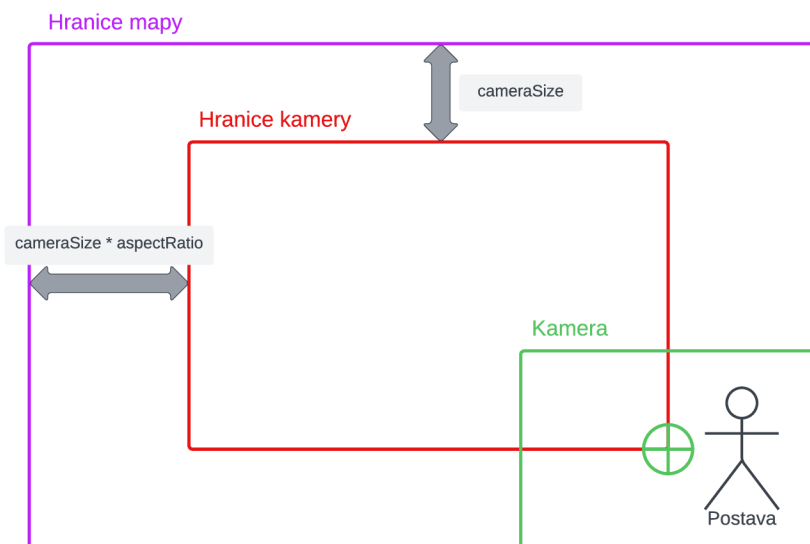 Hranice mapy
cameraSize
Hranice kamery
cameraSize * aspectRatio
Kamera
Postava